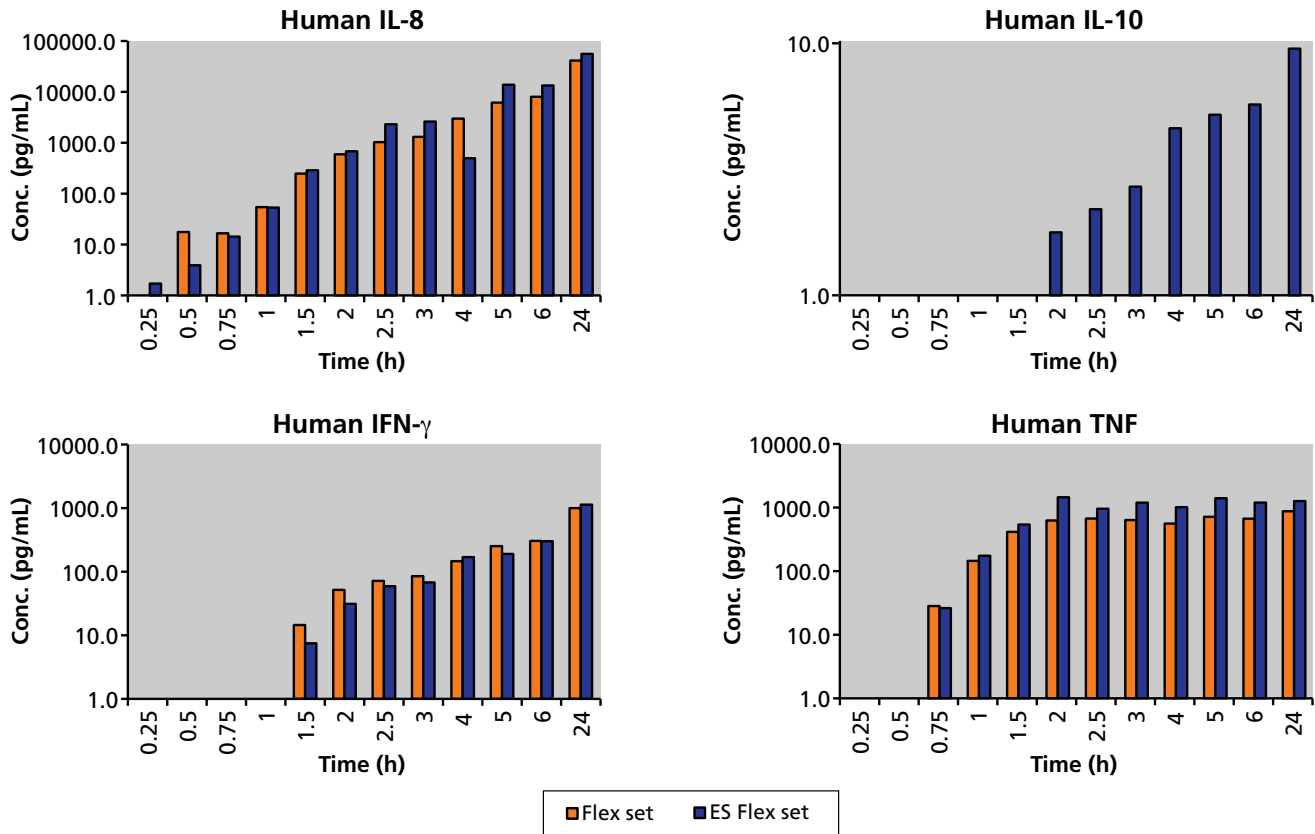 Human IL-8
Conc. (pg/mL)
100000.0
10000.0
1000.0
100.0
10.0
1.0
0.25 0.5 0.75 1 1.5 2 2.5 3 4 5 6 24
Time (h)
Human IL-10
Conc. (pg/mL)
10.0
1.0
0.25 0.5 0.75 1 1.5 2 2.5 3 4 5 6 24
Time (h)
Human IFN-γ
Conc. (pg/mL)
10000.0
1000.0
100.0
10.0
1.0
0.25 0.5 0.75 1 1.5 2 2.5 3 4 5 6 24
Time (h)
Human TNF
Conc. (pg/mL)
10000.0
1000.0
100.0
10.0
1.0
0.25 0.5 0.75 1 1.5 2 2.5 3 4 5 6 24
Time (h)
Flex set ES Flex set